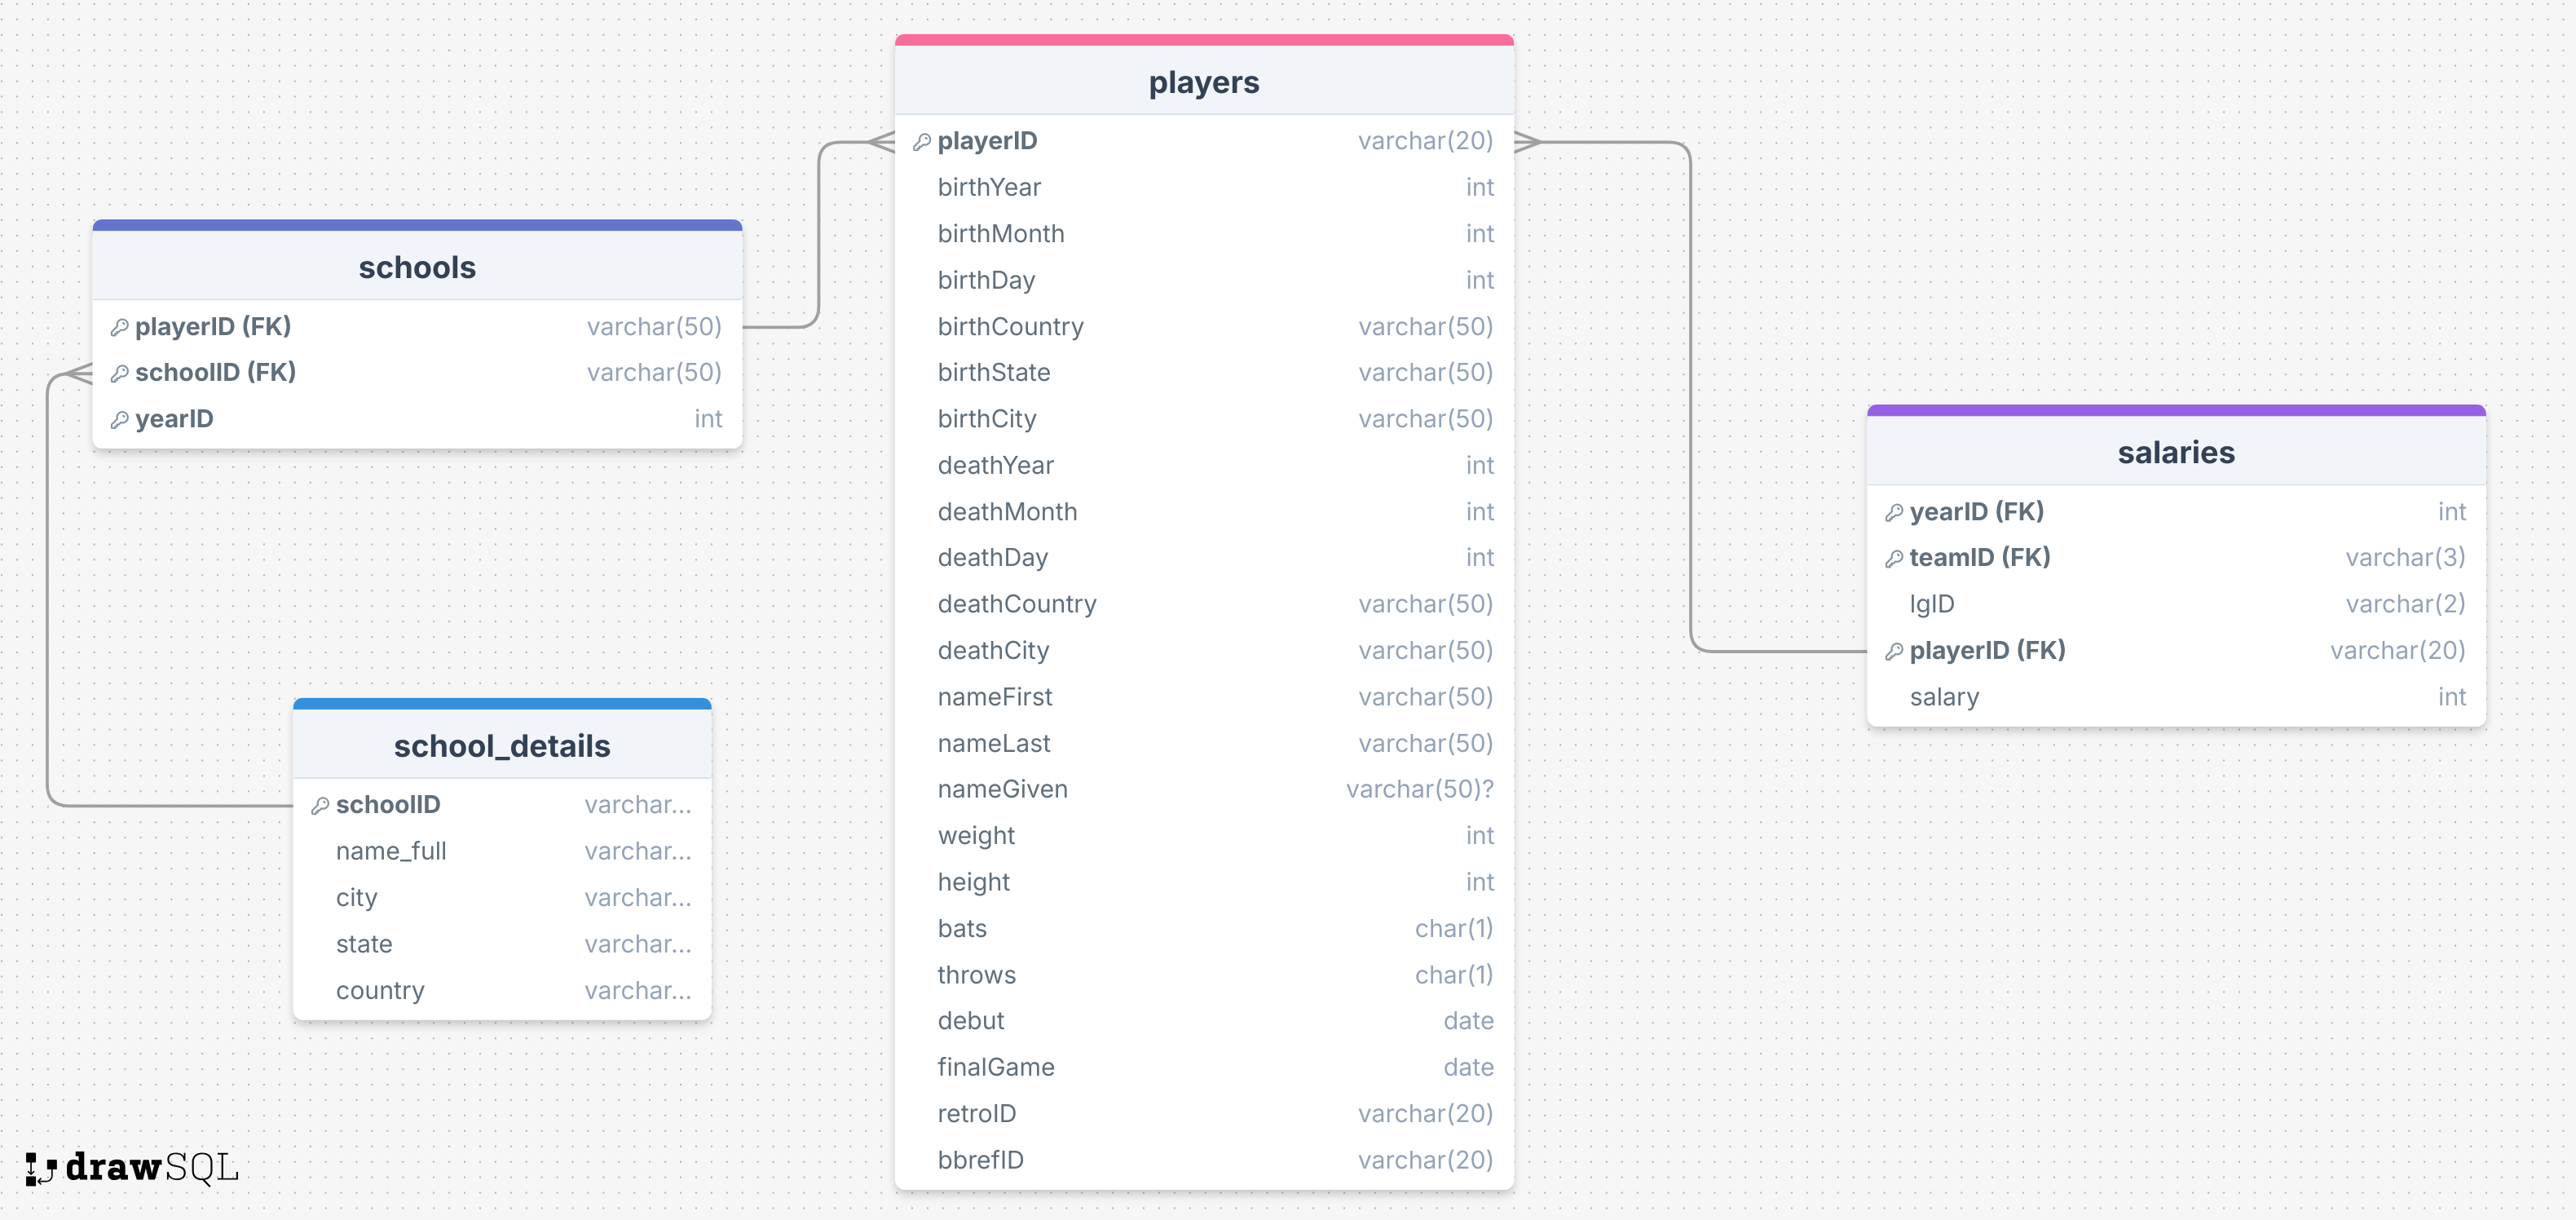 players
playerID varchar(20)
birthYear int
birthMonth int
birthDay int
birthCountry varchar(50)
birthState varchar(50)
birthCity varchar(50)
deathYear int
deathMonth int
deathDay int
deathCountry varchar(50)
deathCity varchar(50)
nameFirst varchar(50)
nameLast varchar(50)
nameGiven varchar(50)?
weight int
height int
bats char(1)
throws char(1)
debut date
finalGame date
retroID varchar(20)
bbrefID varchar(20)
schools
playerID (FK) varchar(50)
schoolID (FK) varchar(50)
yearID int
school_details
schoolID varchar...
name_full varchar...
city varchar...
state varchar...
country varchar...
salaries
yearID (FK) int
teamID (FK) varchar(3)
lgID varchar(2)
playerID (FK) varchar(20)
salary int
drawSQL